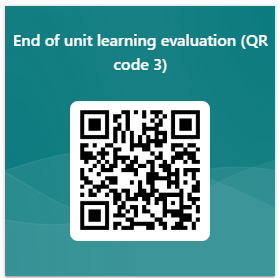 End of unit learning evaluation (QR
code 3)